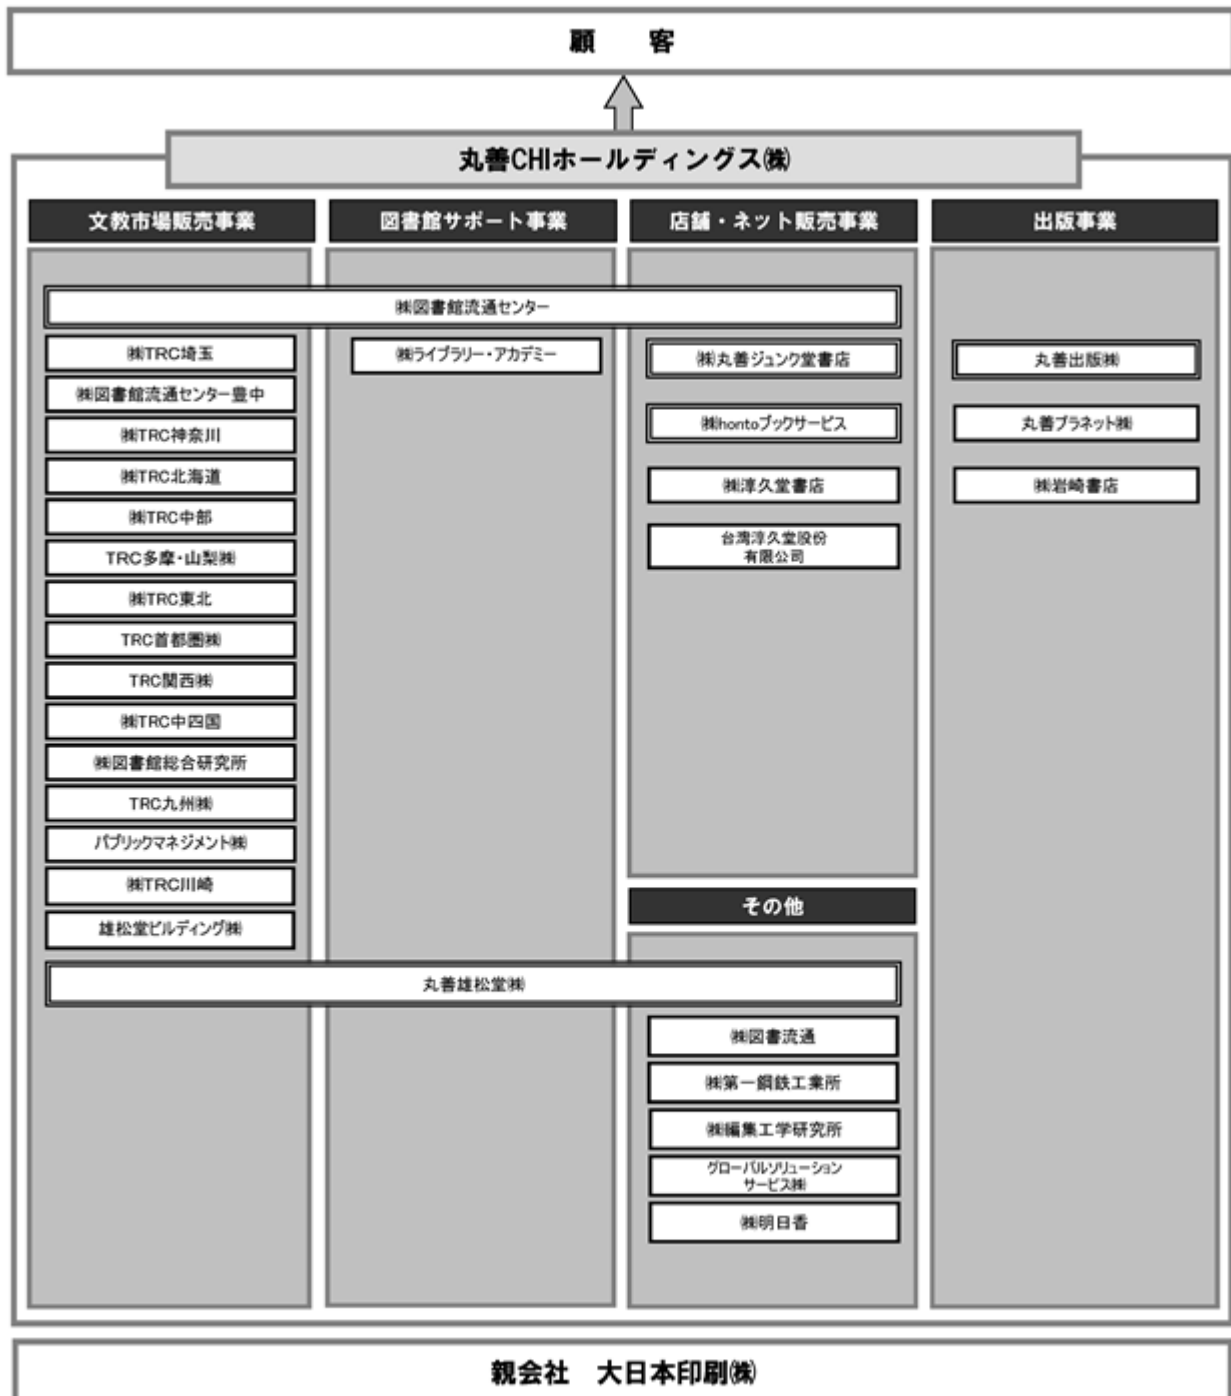 顧　客
丸善CHIホールディングス㈱
文教市場販売事業
図書館サポート事業
店舗・ネット販売事業
出版事業
㈱図書館流通センター
㈱TRC埼玉
㈱図書館流通センター豊中
㈱TRC神奈川
㈱TRC北海道
㈱TRC中部
TRC多摩・山梨㈱
㈱TRC東北
TRC首都圏㈱
TRC関西㈱
㈱TRC中四国
㈱図書館総合研究所
TRC九州㈱
パブリックマネジメント㈱
㈱TRC川崎
雄松堂ビルディング㈱
㈱ライブラリー・アカデミー
㈱丸善ジュンク堂書店
㈱hontoブックサービス
㈱淳久堂書店
台湾淳久堂股份
有限公司
丸善出版㈱
丸善プラネット㈱
㈱岩崎書店
その他
丸善雄松堂㈱
㈱図書流通
㈱第一鋼鉄工業所
㈱編集工学研究所
グローバルソリューション
サービス㈱
㈱明日香
親会社　大日本印刷㈱